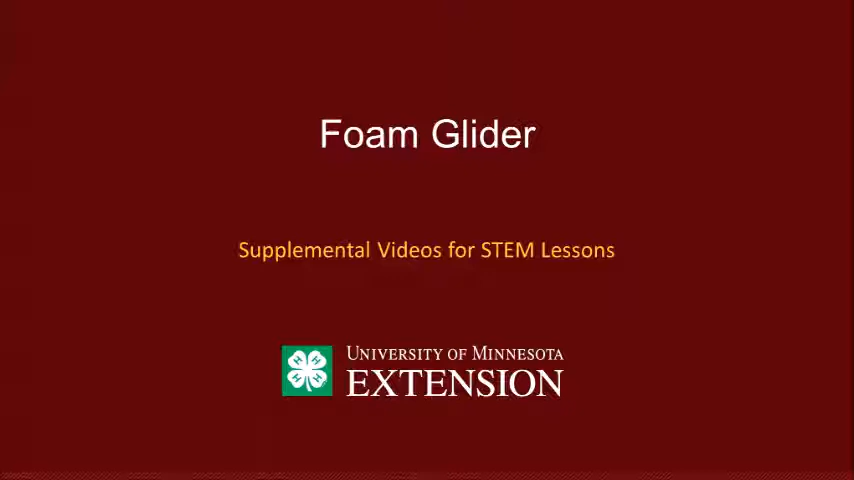 Foam Glider
Supplemental Videos for STEM Lessons
UNIVERSITY OF MINNESOTA
EXTENSION
H H
H H